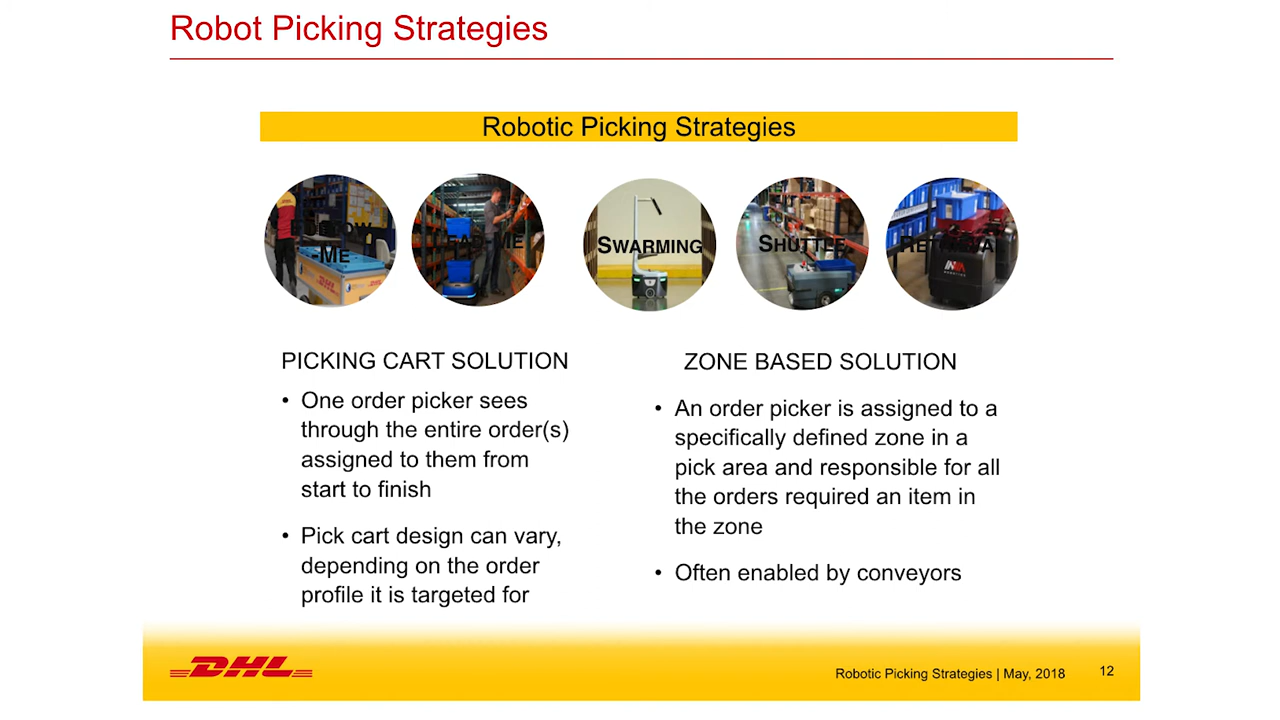 Robot Picking Strategies
Robotic Picking Strategies
-ME
SWARMING
SHUTTLE
RETRIEVAL
INVIA
ROBOTICS
PICKING CART SOLUTION
• One order picker sees
through the entire order(s)
assigned to them from
start to finish
• Pick cart design can vary,
depending on the order
profile it is targeted for
ZONE BASED SOLUTION
• An order picker is assigned to a
specifically defined zone in a
pick area and responsible for all
the orders required an item in
the zone
• Often enabled by conveyors
DHL
Robotic Picking Strategies | May, 2018
12